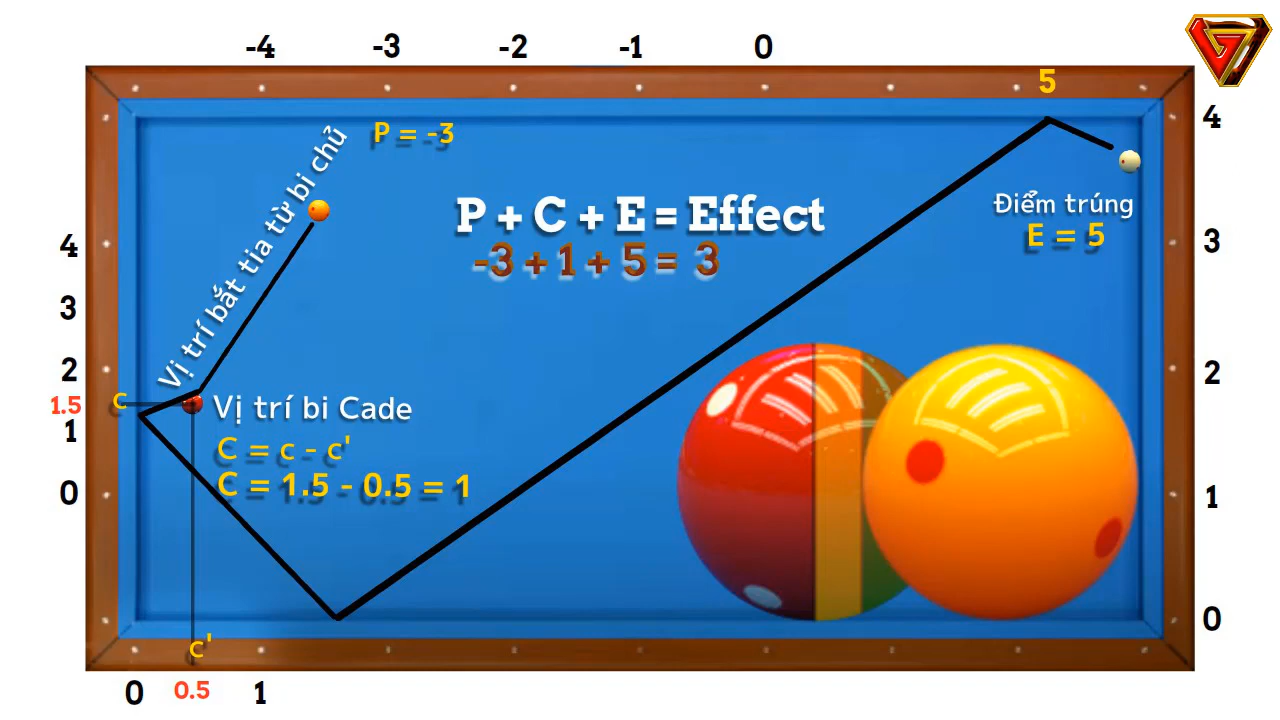 -4 -3 -2 -1 0
5
4
P = -3
Vị trí bắt tia từ bi chủ
P + C + E = Effect
-3 + 1 + 5 = 3
Điểm trúng
E = 5
4
3
2
1.5
1
0
C
Vị trí bi Cade
C = c - c'
C = 1.5 - 0.5 = 1
3
2
1
0
c'
0 0.5 1